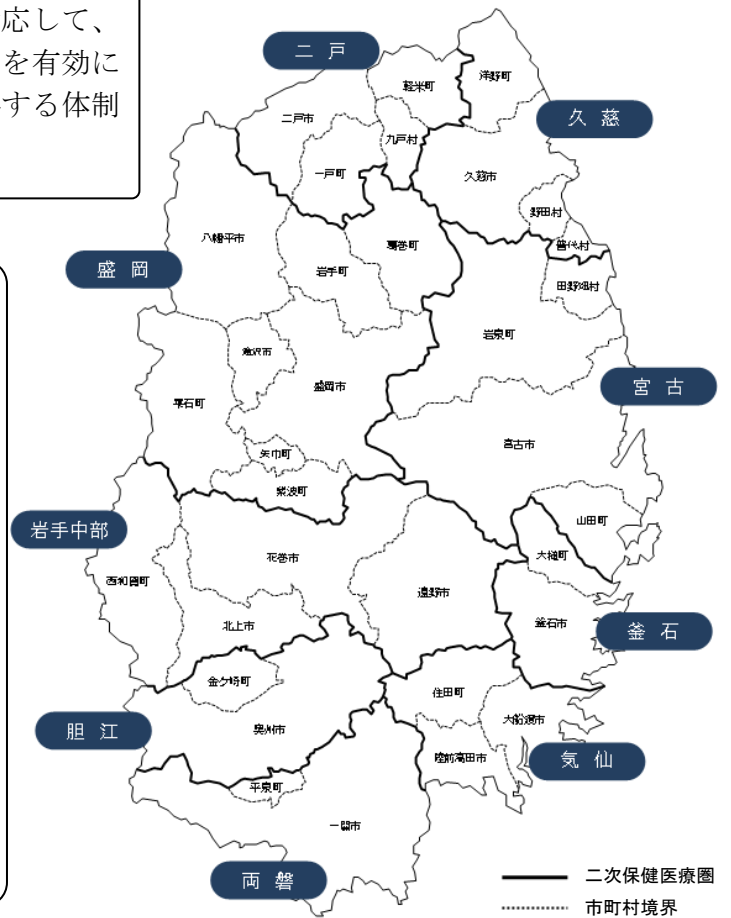 応して、
を有効に
する体制
二戸
軽米町
洋野町
二戸市
九戸村
久慈
一戸町
久慈市
野田村
八幡平市
葛巻町
普代村
盛岡
岩手町
田野畑村
岩泉町
滝沢市
盛岡市
宮古
雫石町
宮古市
矢巾町
紫波町
山田町
岩手中部
大槌町
花巻市
西和賀町
遠野市
北上市
釜石市
釜石
金ケ崎町
住田町
胆江
奥州市
大船渡市
陸前高田市
気仙
平泉町
一関市
両磐
二次保健医療圏
市町村境界